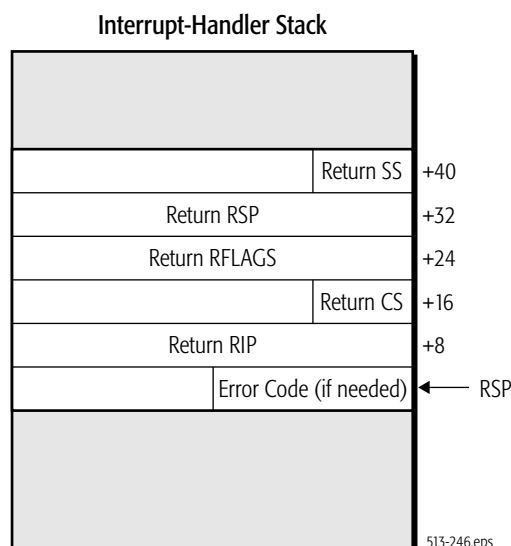 Interrupt-Handler Stack
Return SS +40
Return RSP +32
Return RFLAGS +24
Return CS +16
Return RIP +8
Error Code (if needed) RSP
513-246.eps